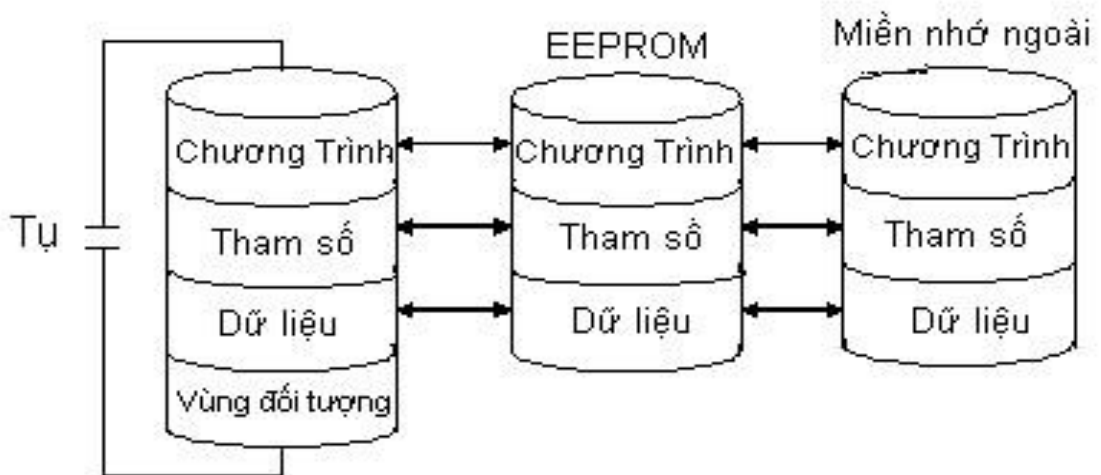 EEPROM
Miền nhớ ngoài
Chương Trình
Chương Trình
Chương Trình
Tụ
Tham số
Tham số
Tham số
Dữ liệu
Dữ liệu
Dữ liệu
Vùng đối tượng